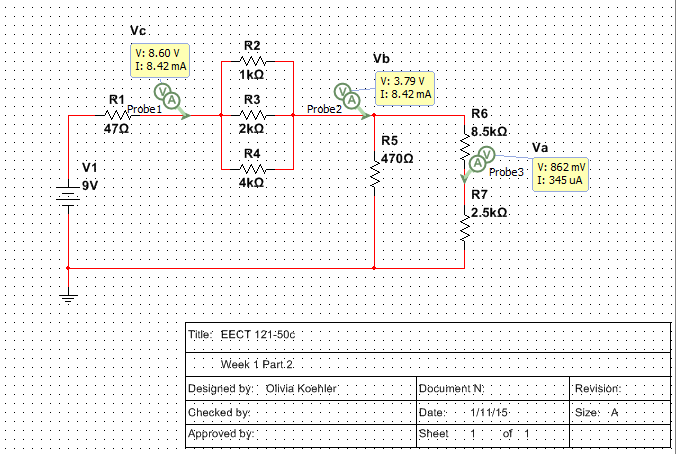 Vc
V: 8.60 V
I: 8.42 mA
R2
1kΩ
Vb
V: 3.79 V
I: 8.42 mA
R1
Probe1
47Ω
R3
2kΩ
Probe2
R6
8.5kΩ
R5
470Ω
Va
V: 862 mV
I: 345 uA
Probe3
R4
4kΩ
V1
9V
R7
2.5kΩ
Title: EECT 121-50c
Week 1 Part 2
Designed by: Olivia Koehler Document N: Revision:
Checked by: Date: 1/11/15 Size: A
Approved by: Sheet 1 of 1